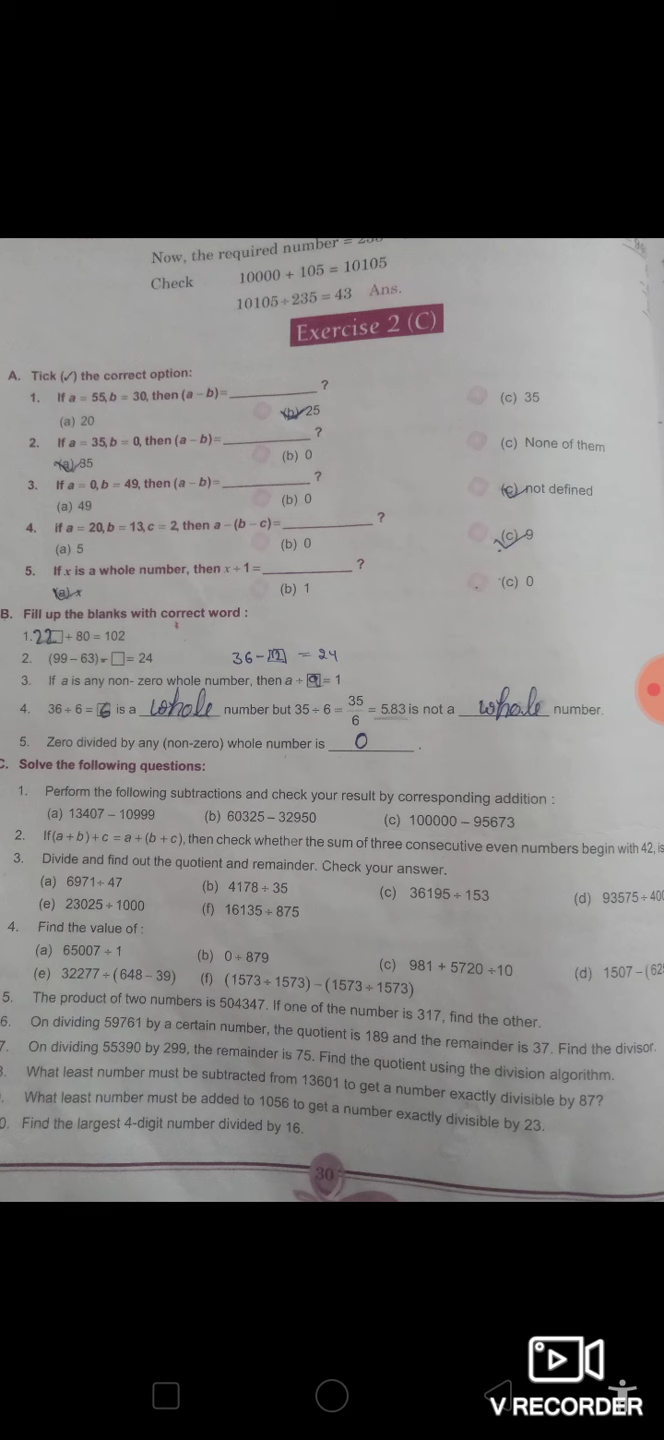 Now, the required number =
Check 10000 + 105 = 10105
10105÷235 = 43 Ans.
Exercise 2 (C)
A. Tick (✓) the correct option:
1. If a = 55, b = 30, then (a – b)= ________ ?
(a) 20 (b) 25 (c) 35
2. If a = 35, b = 0, then (a – b)= ________ ?
(a) 35 (b) 0 (c) None of them
3. If a = 0, b = 49, then (a – b)= ________ ?
(a) 49 (b) 0 (c) not defined
4. if a = 20, b = 13, c = 2, then a – (b – c)= ________ ?
(a) 5 (b) 0 (c) 9
5. If x is a whole number, then x ÷ 1 = ________ ?
(a) x (b) 1 (c) 0
B. Fill up the blanks with correct word :
1. 22 ÷ 80 = 102
2. (99 – 63) – □ = 24 36 – 12 = 24
3. If a is any non- zero whole number, then a ÷ a = 1
4. 36 ÷ 6 = 6 is a whole number but 35 ÷ 6 = 35/6 = 5.83 is not a whole number.
5. Zero divided by any (non-zero) whole number is 0 .
C. Solve the following questions:
1. Perform the following subtractions and check your result by corresponding addition :
(a) 13407 – 10999 (b) 60325 – 32950 (c) 100000 – 95673
2. If (a + b) + c = a + (b + c), then check whether the sum of three consecutive even numbers begin with 42, is
3. Divide and find out the quotient and remainder. Check your answer.
(a) 6971÷ 47 (b) 4178 ÷ 35 (c) 36195 ÷ 153 (d) 93575 ÷ 400
(e) 23025 ÷ 1000 (f) 16135 ÷ 875
4. Find the value of :
(a) 65007 ÷ 1 (b) 0 ÷ 879 (c) 981 + 5720 ÷10 (d) 1507 – (625
(e) 32277 ÷ (648 – 39) (f) (1573 ÷ 1573) – (1573 ÷ 1573)
5. The product of two numbers is 504347. If one of the number is 317, find the other.
6. On dividing 59761 by a certain number, the quotient is 189 and the remainder is 37. Find the divisor.
7. On dividing 55390 by 299, the remainder is 75. Find the quotient using the division algorithm.
8. What least number must be subtracted from 13601 to get a number exactly divisible by 87?
. What least number must be added to 1056 to get a number exactly divisible by 23.
0. Find the largest 4-digit number divided by 16.
30
V RECORDER